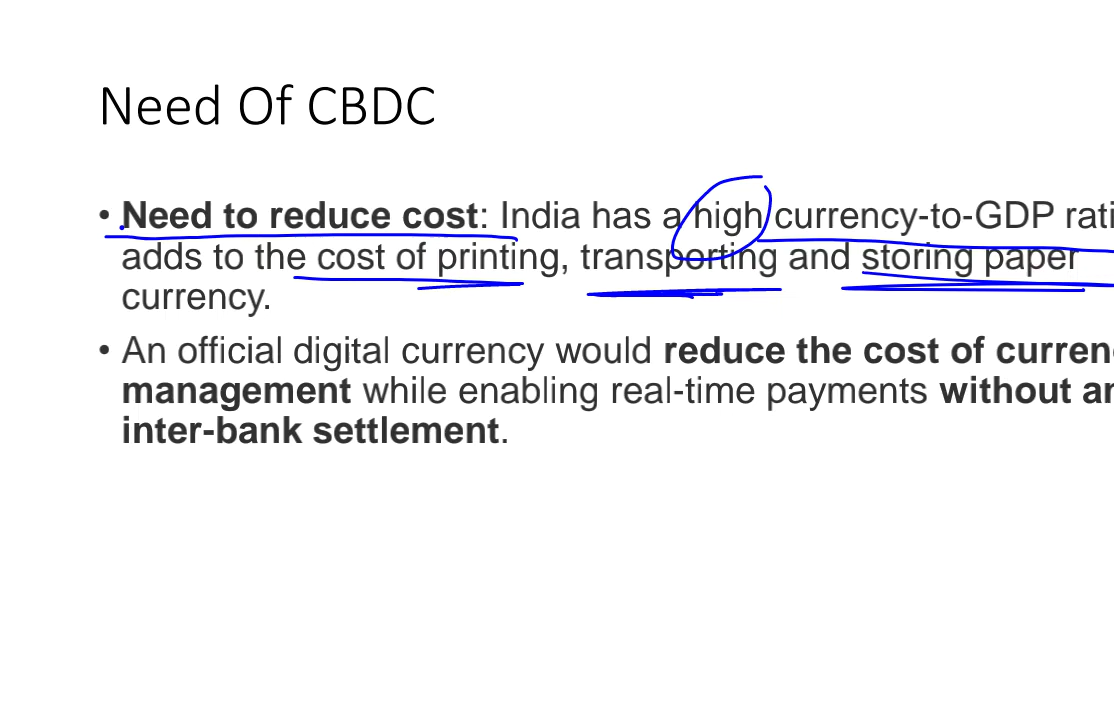 Need Of CBDC
• Need to reduce cost: India has a high currency-to-GDP rati
adds to the cost of printing, transporting and storing paper
currency.
• An official digital currency would reduce the cost of curren
management while enabling real-time payments without an
inter-bank settlement.